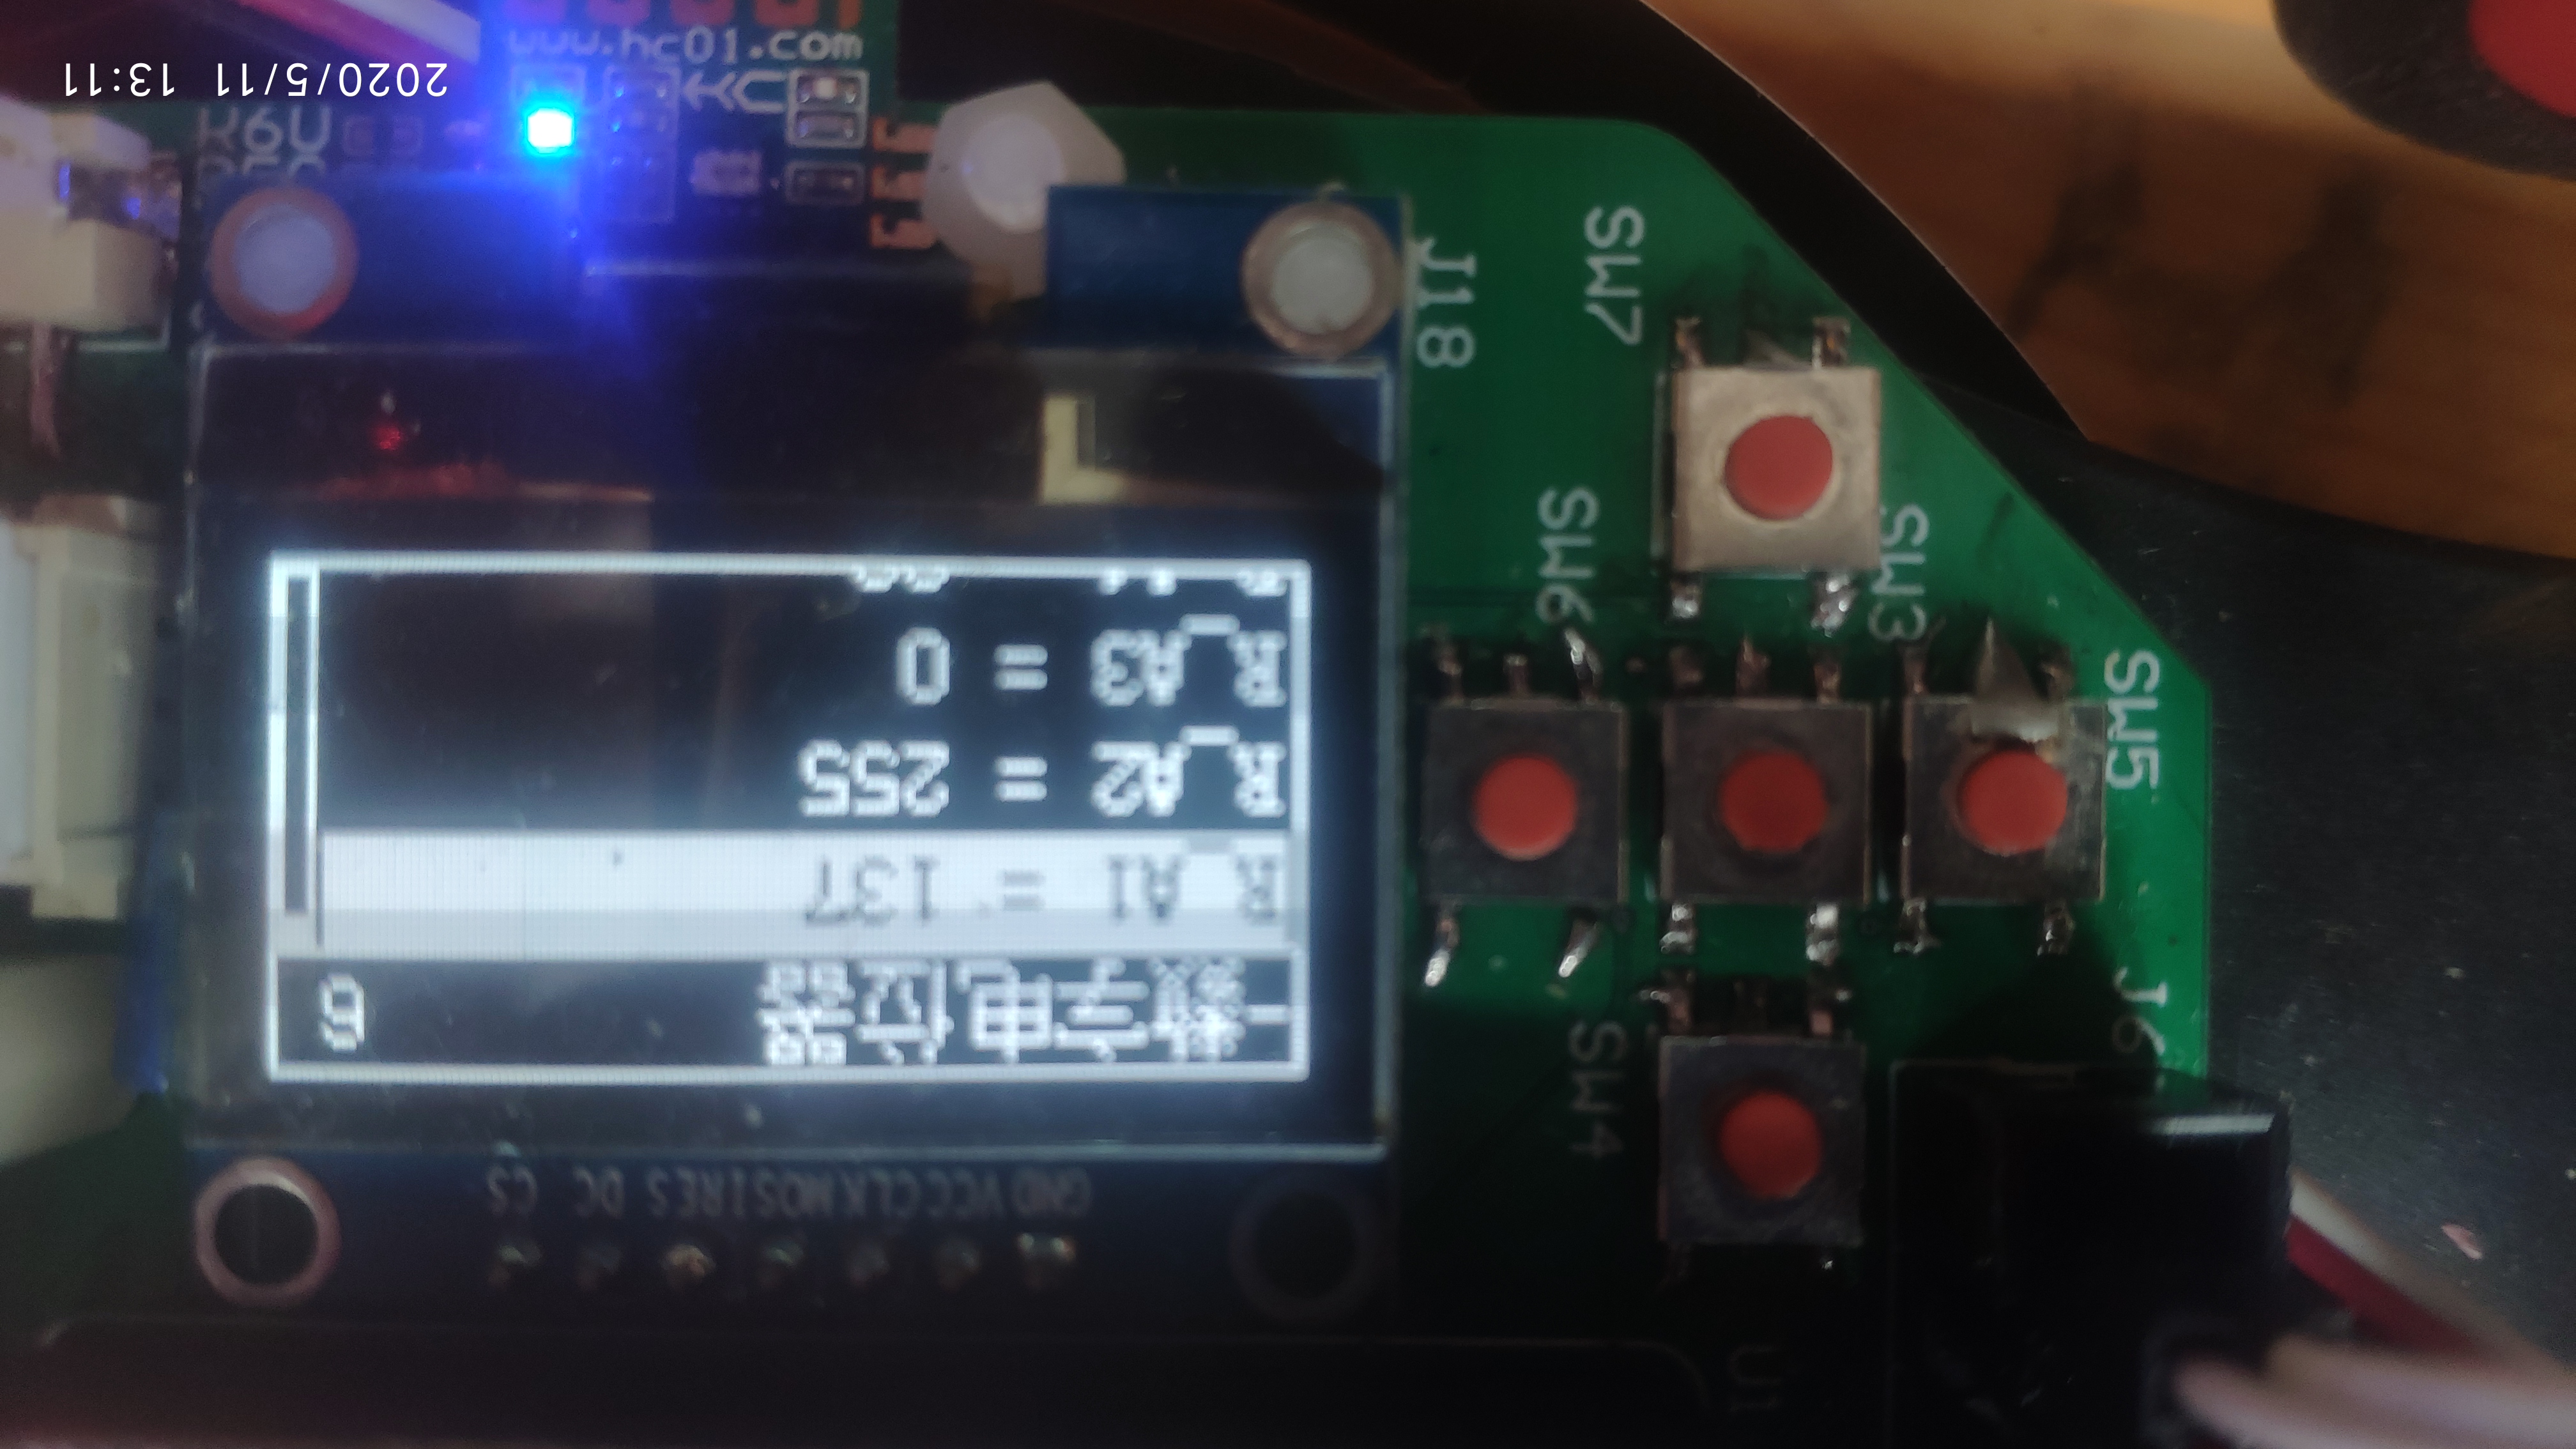 U1
GND VCC CLK MOSI RES DC CS
J6
SW4
-数字电位器 6
R_A1 = 137
R_A2 = 255
R_A3 = 0
SW5
SW3
SW6
SW7
J18
www.hc01.com
2020/5/11 13:11